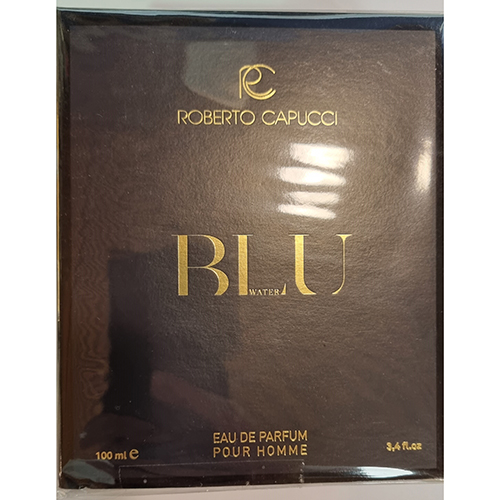 RC
ROBERTO CAPUCCI
BLU
WATER
EAU DE PARFUM
POUR HOMME
100 ml e
3,4 fl.oz